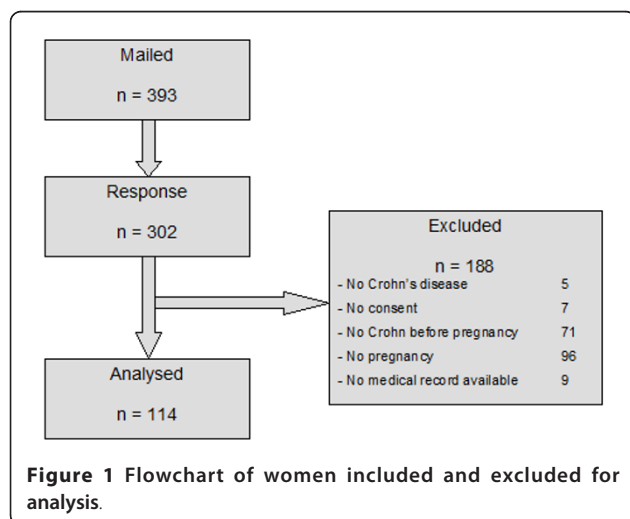 Mailed
n = 393
Response
n = 302
Excluded
n = 188
- No Crohn's disease 5
- No consent 7
- No Crohn before pregnancy 71
- No pregnancy 96
- No medical record available 9
Analysed
n = 114
Figure 1 Flowchart of women included and excluded for
analysis.